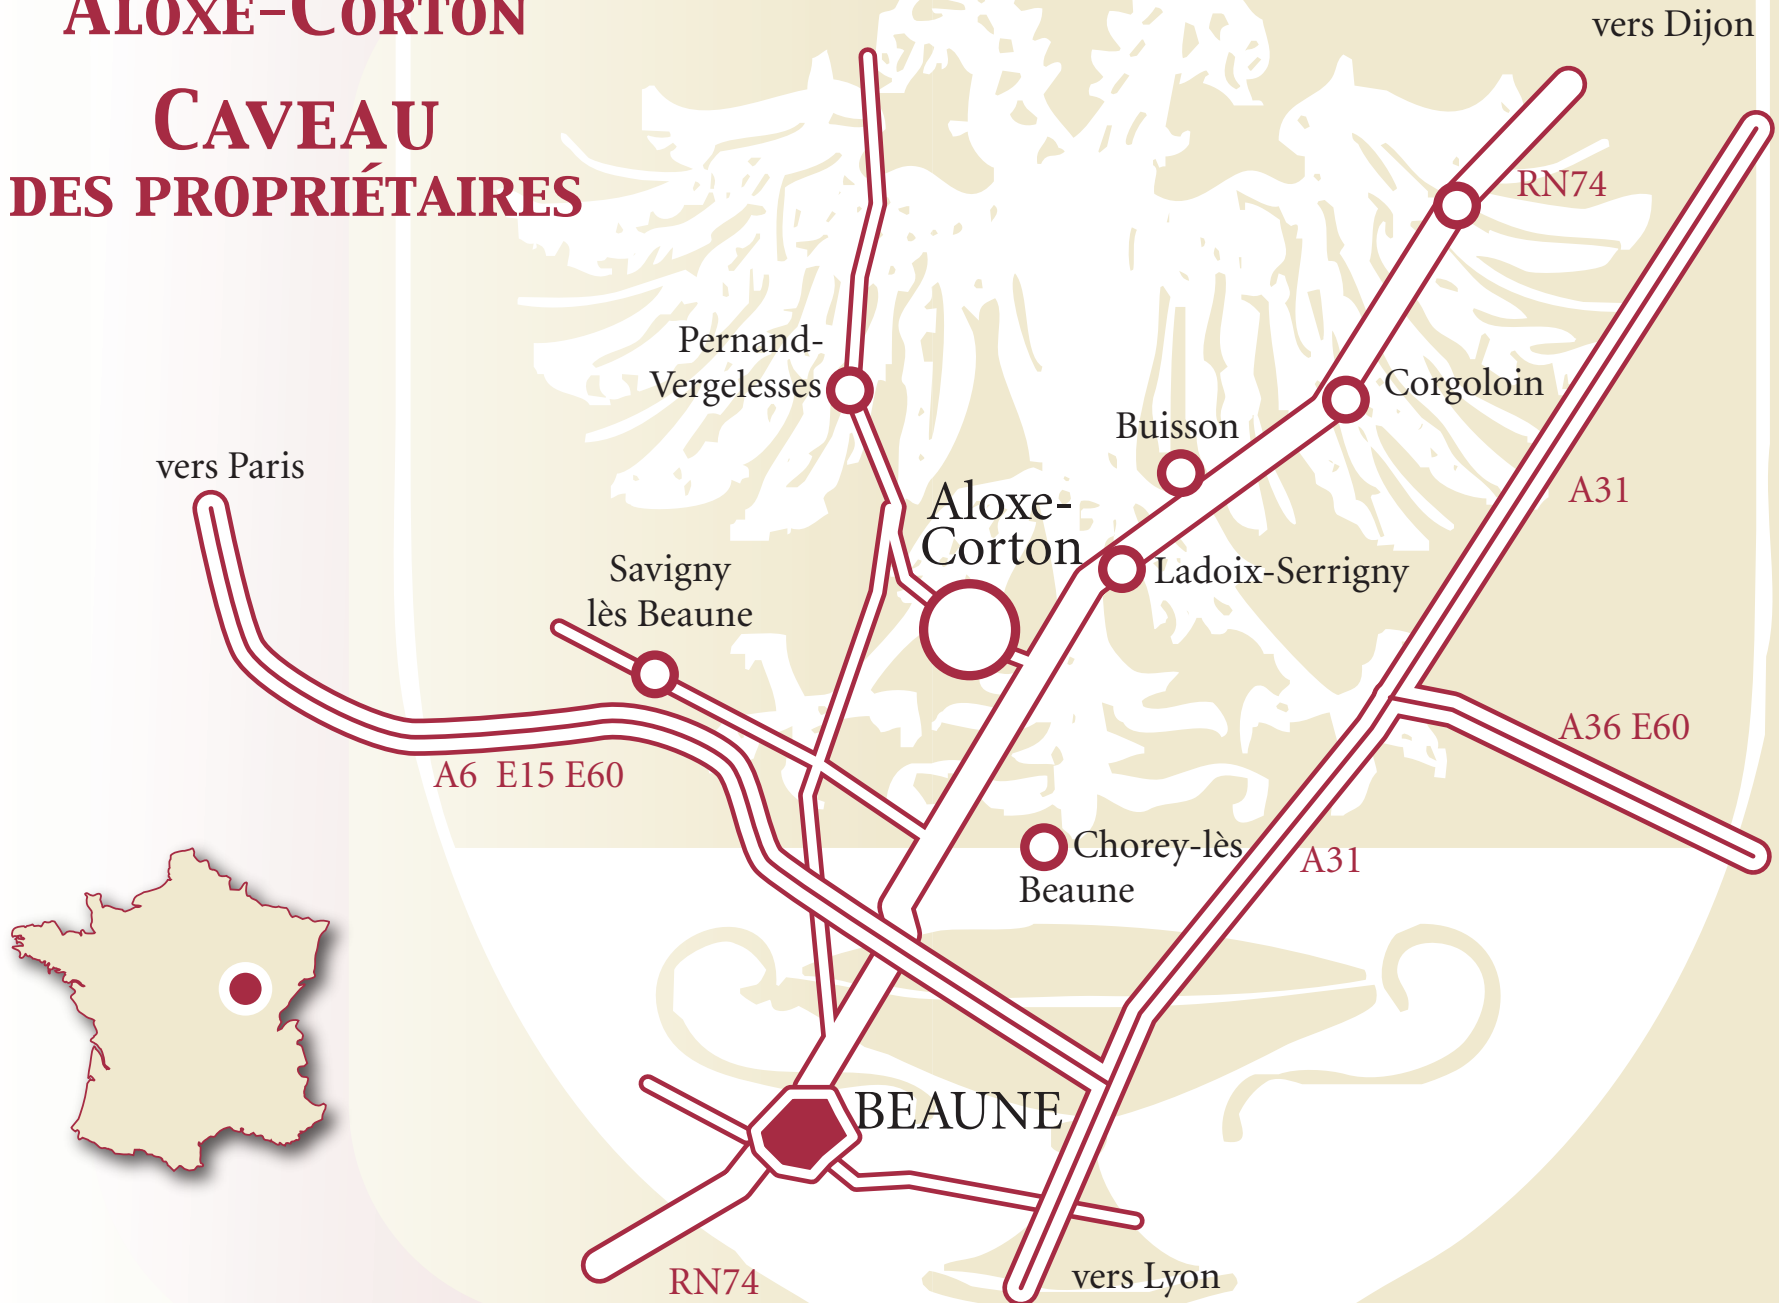 ALOXE-CORTON
CAVEAU
DES PROPRIÉTAIRES
vers Dijon
RN74
Pernand-
Vergelesses
Corgoloin
Buisson
vers Paris
A31
Aloxe-
Corton
Savigny
lès Beaune
Ladoix-Serrigny
A36 E60
A6 E15 E60
Chorey-lès
Beaune
A31
BEAUNE
vers Lyon
RN74